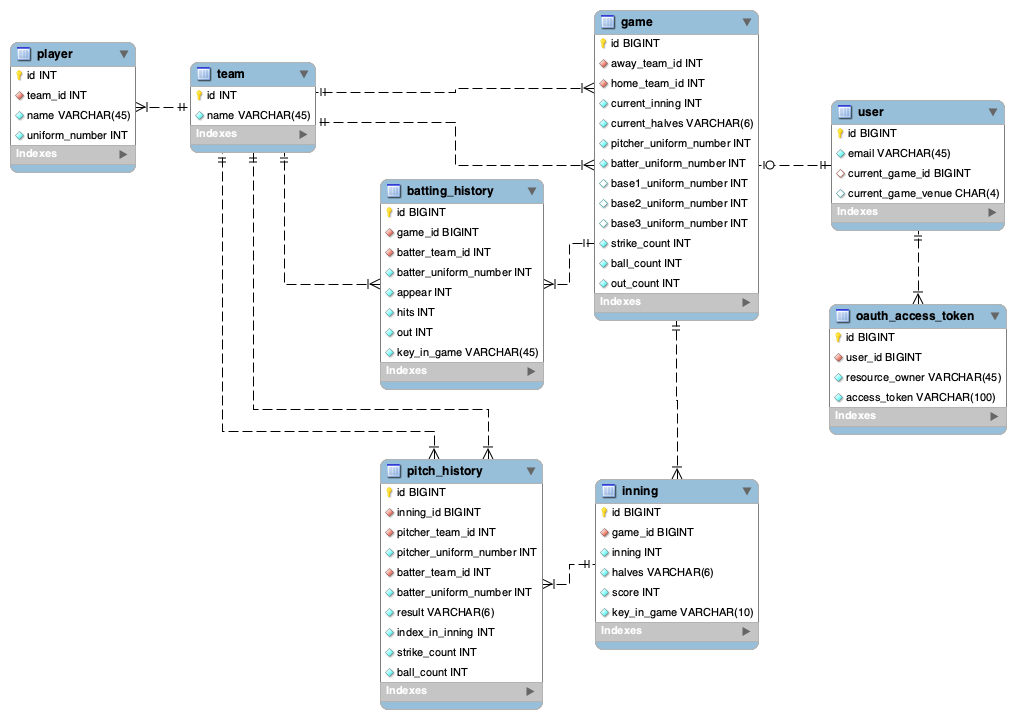 player
id INT
team_id INT
name VARCHAR(45)
uniform_number INT
Indexes
team
id INT
name VARCHAR(45)
Indexes
game
id BIGINT
away_team_id INT
home_team_id INT
current_inning INT
current_halves VARCHAR(6)
pitcher_uniform_number INT
batter_uniform_number INT
base1_uniform_number INT
base2_uniform_number INT
base3_uniform_number INT
strike_count INT
ball_count INT
out_count INT
Indexes
user
id BIGINT
email VARCHAR(45)
current_game_id BIGINT
current_game_venue CHAR(4)
Indexes
batting_history
id BIGINT
game_id BIGINT
batter_team_id INT
batter_uniform_number INT
appear INT
hits INT
out INT
key_in_game VARCHAR(45)
Indexes
oauth_access_token
id BIGINT
user_id BIGINT
resource_owner VARCHAR(45)
access_token VARCHAR(100)
Indexes
pitch_history
id BIGINT
inning_id BIGINT
pitcher_team_id INT
pitcher_uniform_number INT
batter_team_id INT
batter_uniform_number INT
result VARCHAR(6)
index_in_inning INT
strike_count INT
ball_count INT
Indexes
inning
id BIGINT
game_id BIGINT
inning INT
halves VARCHAR(6)
score INT
key_in_game VARCHAR(10)
Indexes